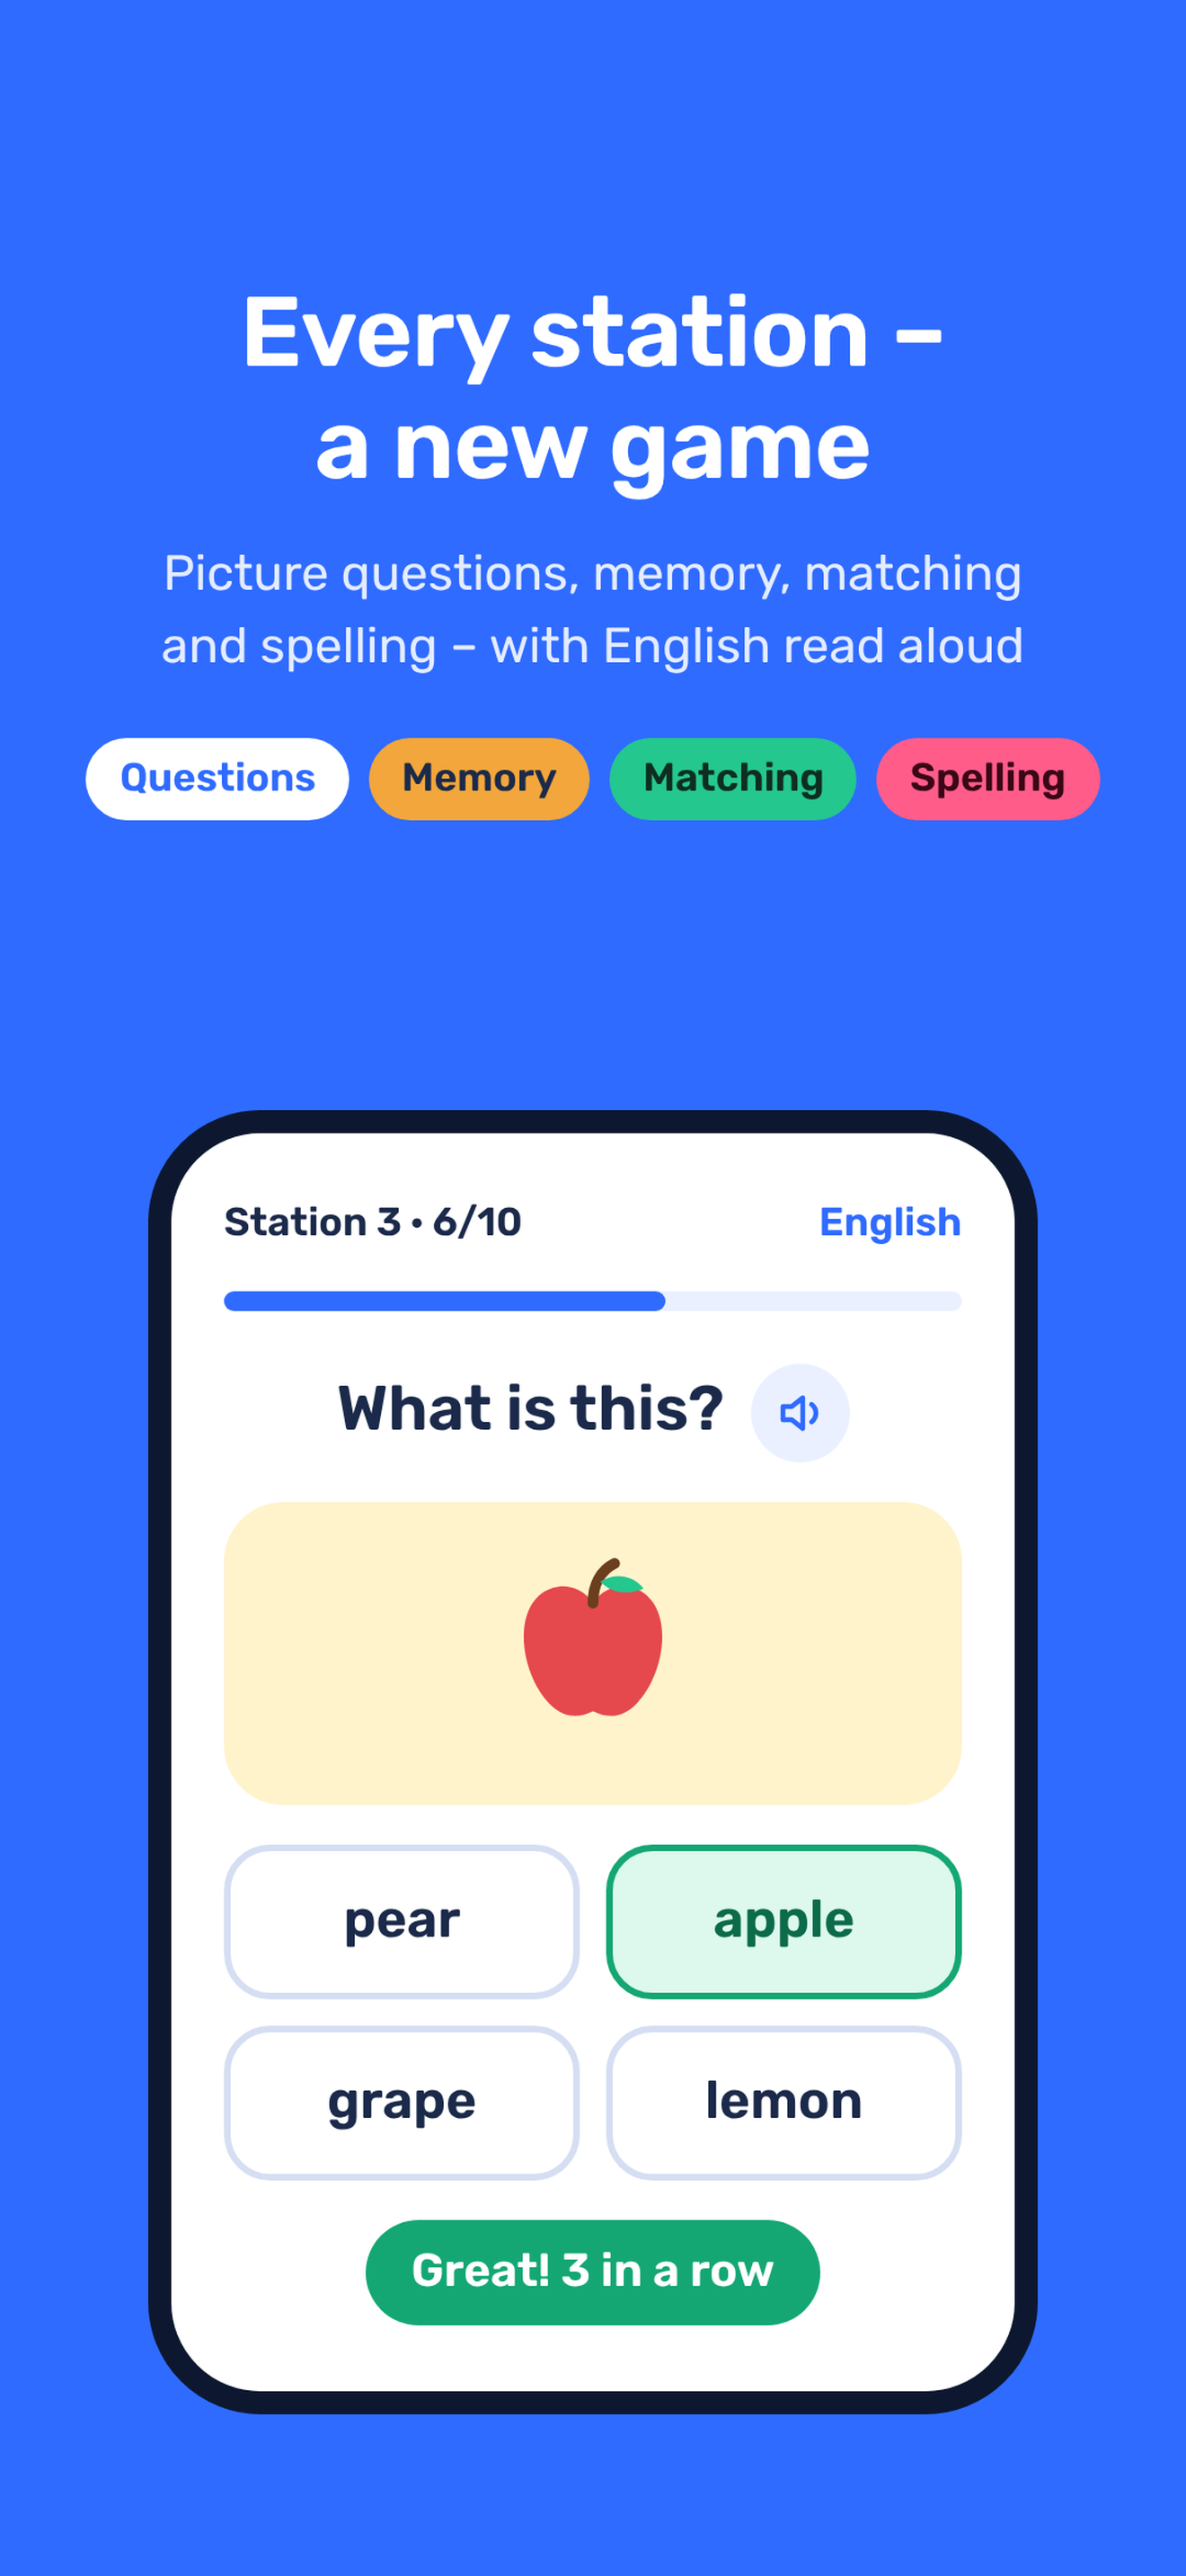 Every station –
a new game
Picture questions, memory, matching
and spelling – with English read aloud
Questions Memory Matching Spelling
Station 3 • 6/10 English
What is this?
pear apple
grape lemon
Great! 3 in a row